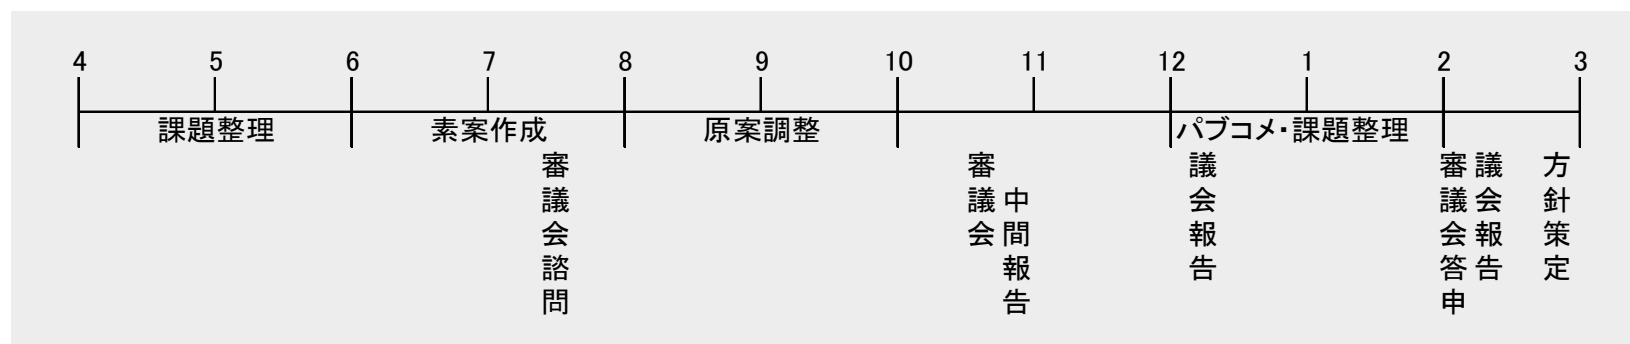 4 5 6 7 8 9 10 11 12 1 2 3
課題整理 素案作成 原案調整 パブコメ・課題整理
審議会諮問
審議会
中間報告
議会報告
審議会答申
議会報告
方針策定